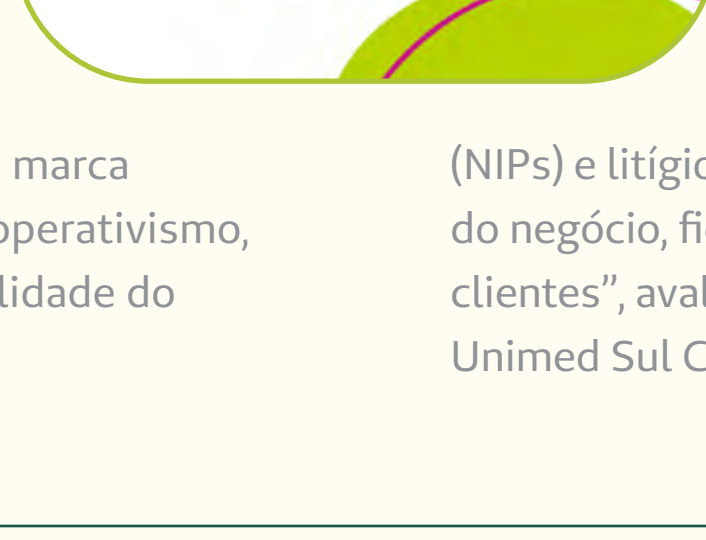 marca
operativismo,
lidade do
(NIPs) e litígio
do negócio, fi
clientes”, aval
Unimed Sul C